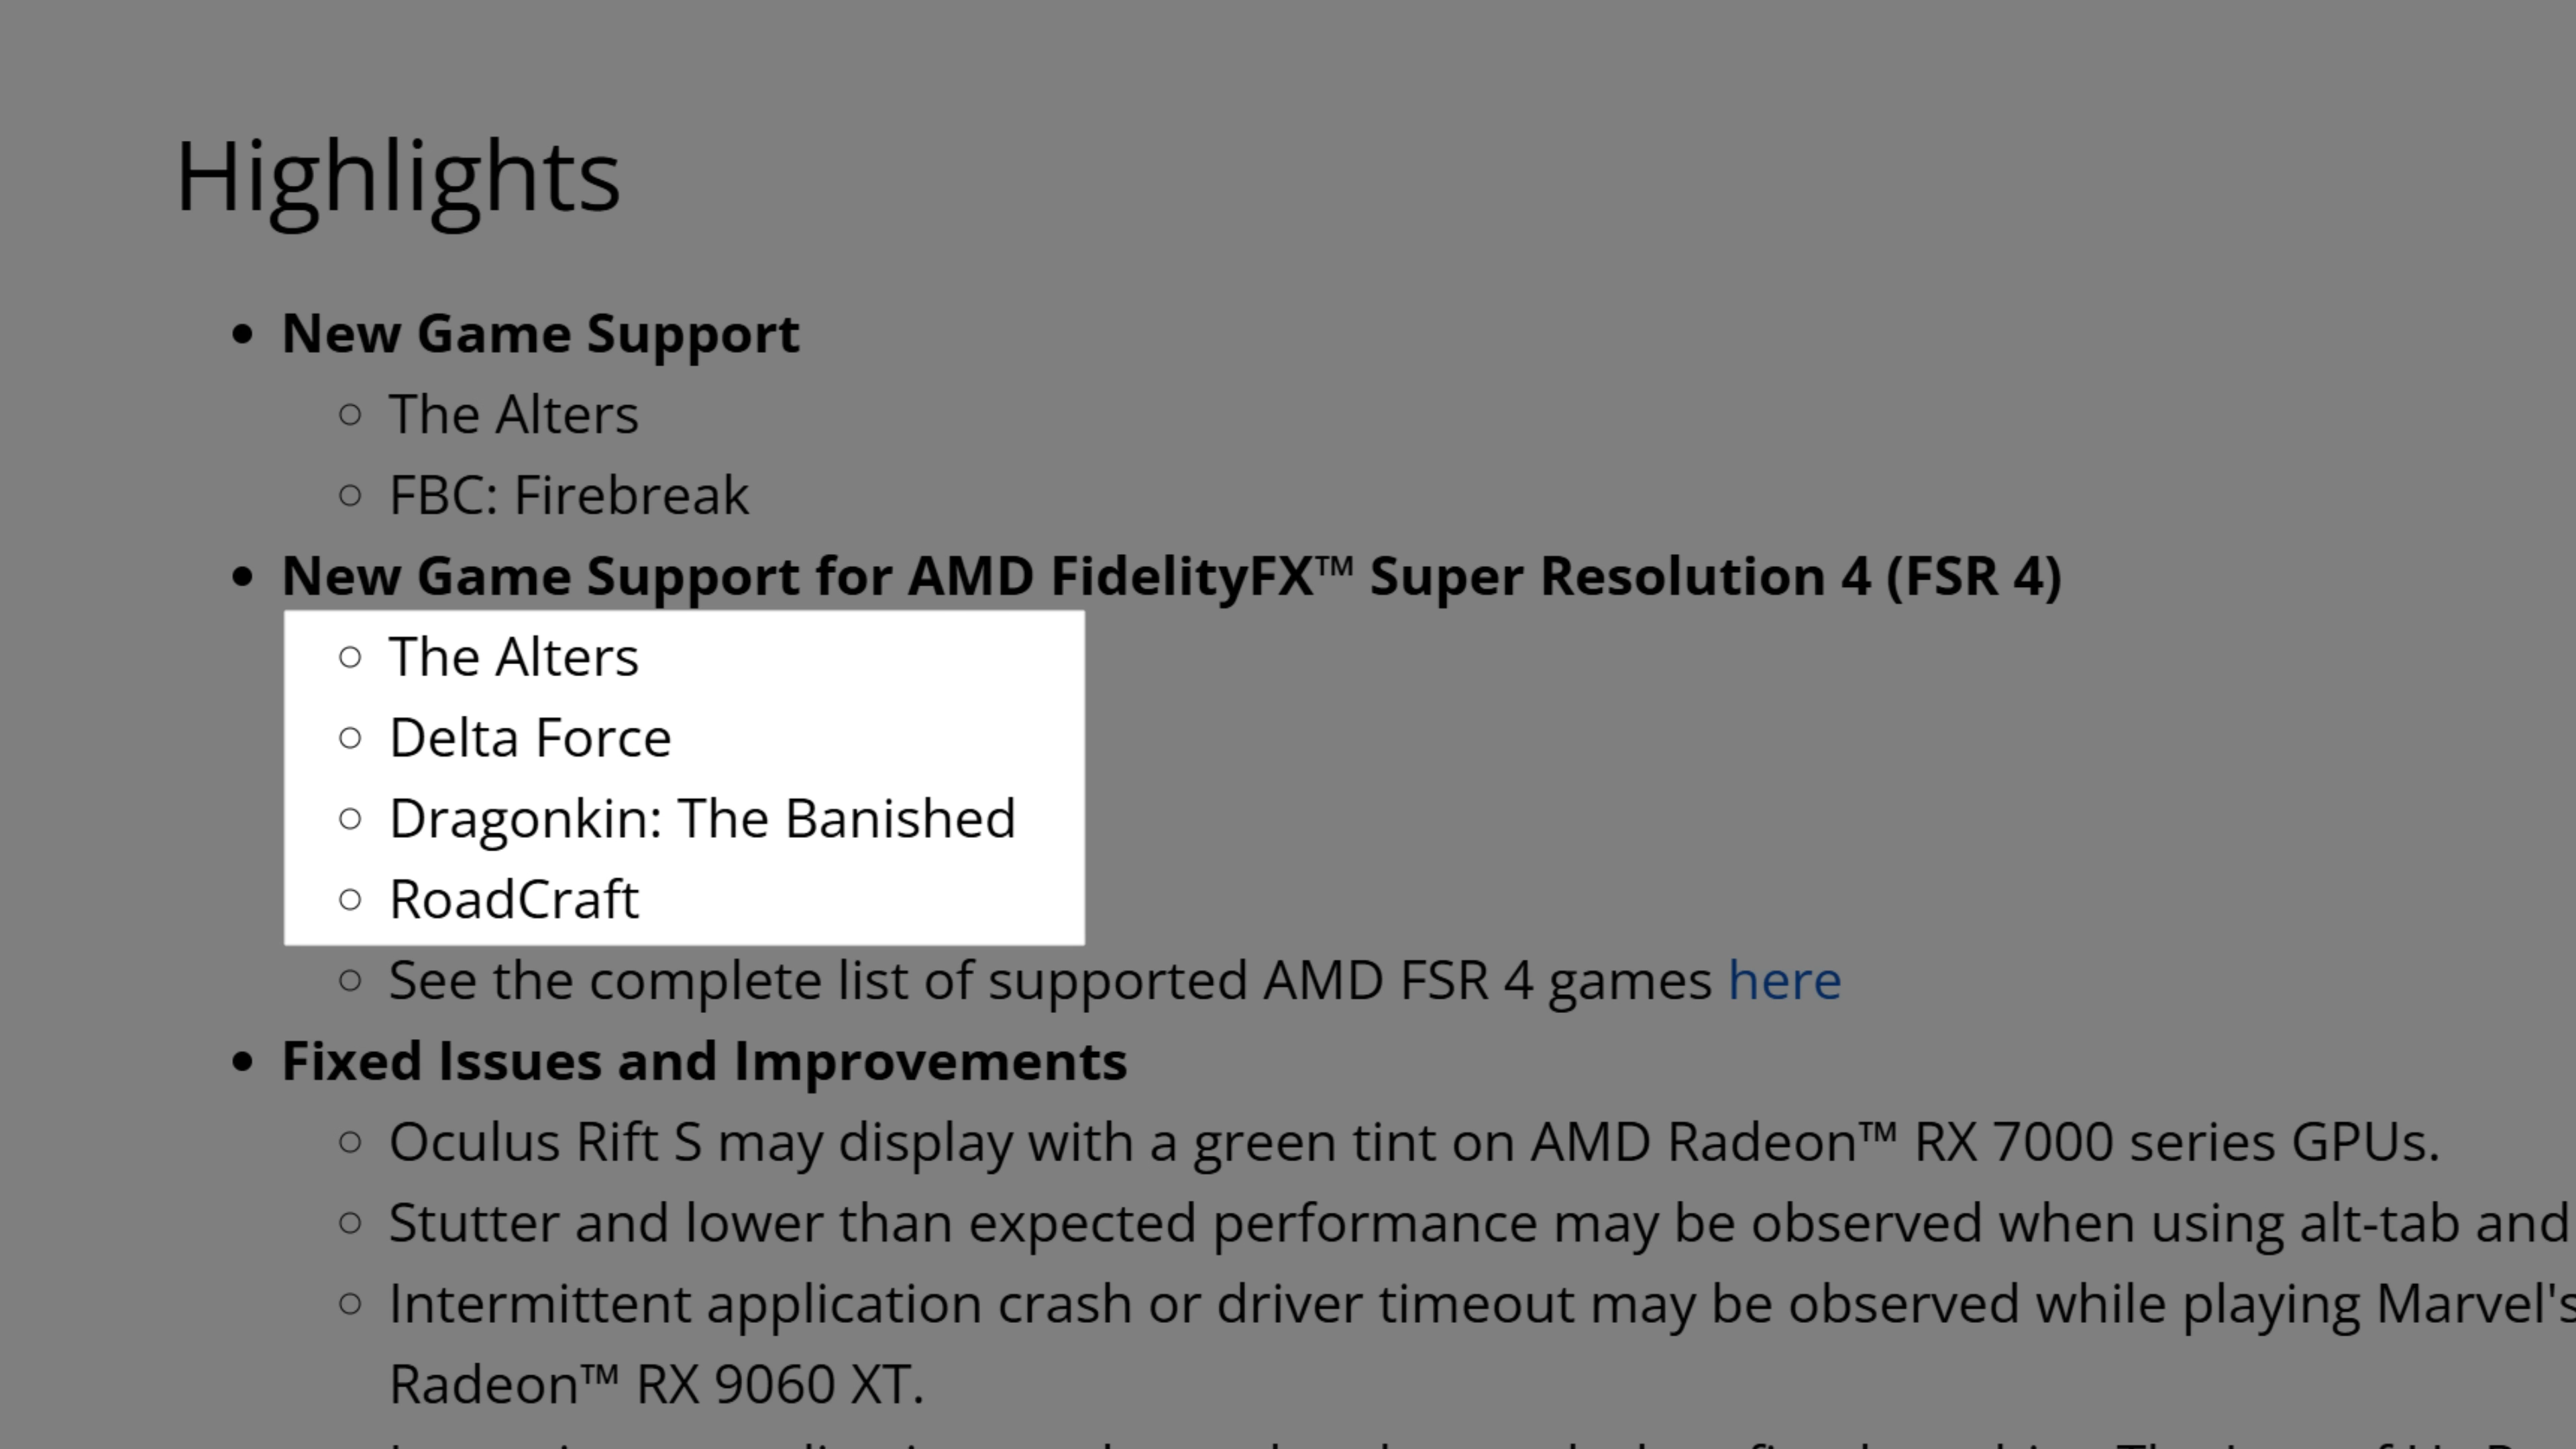 Highlights
• New Game Support
○ The Alters
○ FBC: Firebreak
• New Game Support for AMD FidelityFX™ Super Resolution 4 (FSR 4)
○ The Alters
○ Delta Force
○ Dragonkin: The Banished
○ RoadCraft
○ See the complete list of supported AMD FSR 4 games here
• Fixed Issues and Improvements
○ Oculus Rift S may display with a green tint on AMD Radeon™ RX 7000 series GPUs.
○ Stutter and lower than expected performance may be observed when using alt-tab and
○ Intermittent application crash or driver timeout may be observed while playing Marvel's
Radeon™ RX 9060 XT.